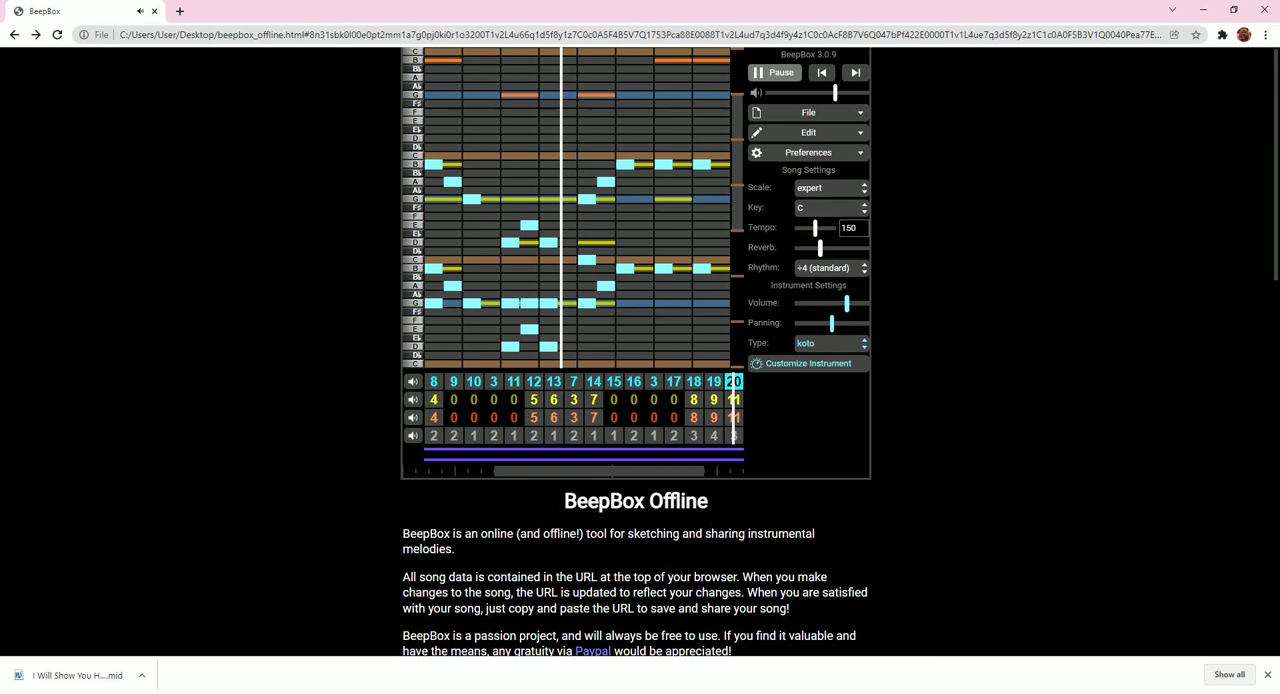 BeepBox
File C:/Users/User/Desktop/beepbox_offline.html#8n31sbk0l00e0pt2mm1a7g0pj0ki0r1o3200T1v2L4u66q1d5f8y1z7C0c0A5F4B5V7Q1753Pca88E0088T1v2L4ud7q3d4f9y4z1C0c0AcF8B7V6Q047bPf422E0000T1v1L4ue7q3d5f8y2z1C1c0A0F5B3V1Q0040Pea77E...
C
B
B♭
A
A♭
G
F♯
F
E
E♭
D
D♭
C
B
B♭
A
A♭
G
F♯
F
E
E♭
D
C
B
B♭
A
A♭
G
F♯
F
E
E♭
D
D♭
C
BeepBox 3.0.9
Pause
File
Edit
Preferences
Song Settings
Scale: expert
Key: C
Tempo: 150
Reverb:
Rhythm: ÷4 (standard)
Instrument Settings
Volume:
Panning:
Type: koto
Customize Instrument
8 9 10 3 11 12 13 7 14 15 16 3 17 18 19 20
4 0 0 0 0 5 6 3 7 0 0 0 0 8 9 11
4 0 0 0 0 5 6 3 7 0 0 0 0 8 9 11
2 2 1 2 1 2 1 2 1 1 2 1 2 3 4 3
BeepBox Offline
BeepBox is an online (and offline!) tool for sketching and sharing instrumental
melodies.
All song data is contained in the URL at the top of your browser. When you make
changes to the song, the URL is updated to reflect your changes. When you are satisfied
with your song, just copy and paste the URL to save and share your song!
BeepBox is a passion project, and will always be free to use. If you find it valuable and
have the means, any gratuity via Paypal would be appreciated!
I Will Show You H....mid
Show all